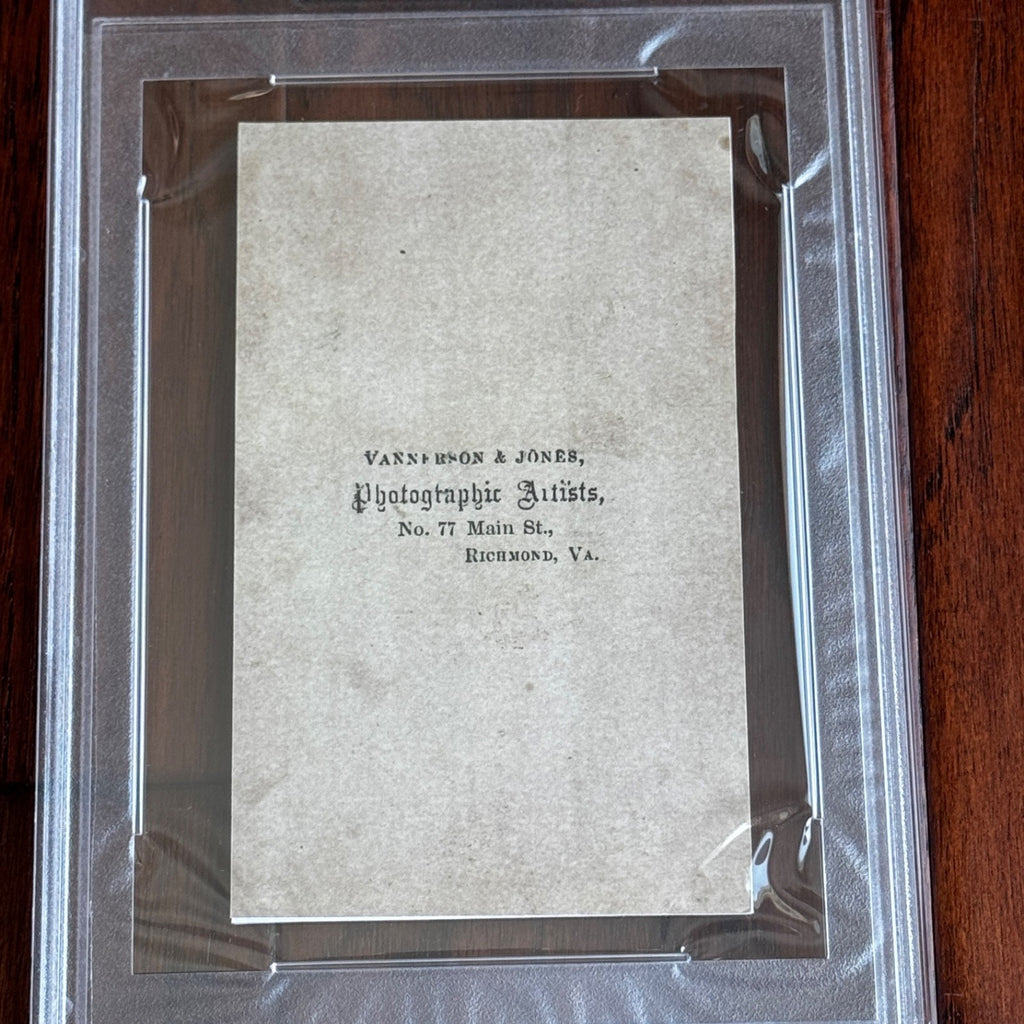 VANNERSON & JONES,
Photographic Artists,
No. 77 Main St.,
RICHMOND, VA.